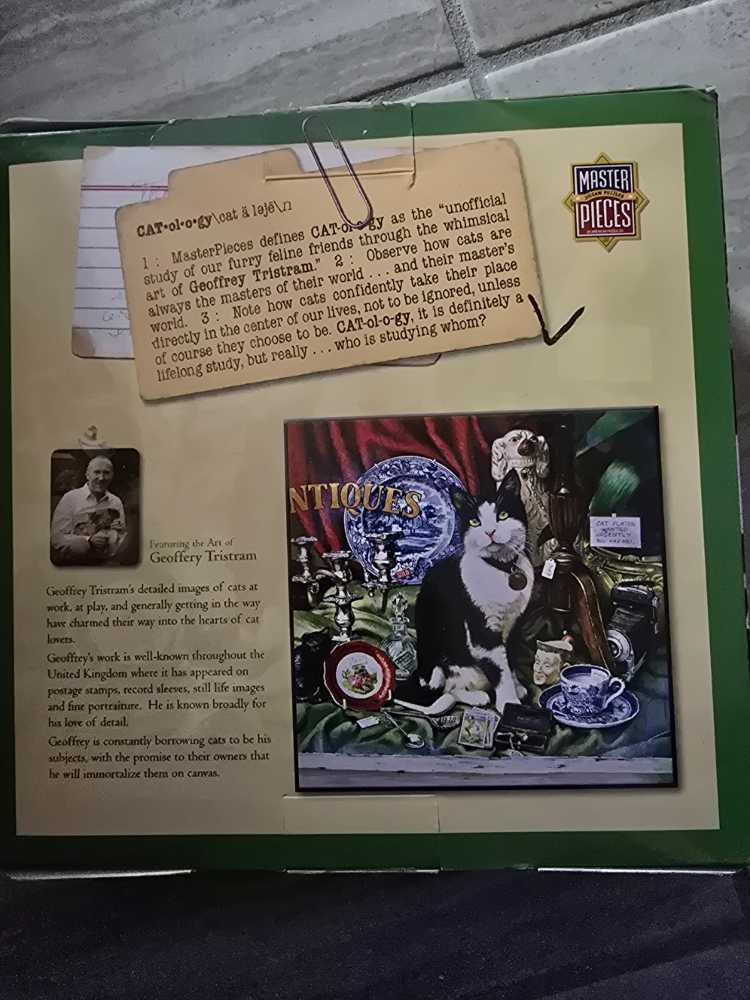 CAT•ol•o•gy\cat ä ləjē\n
1 : MasterPieces defines CAT-ol-o-gy as the "unofficial
study of our furry feline friends through the whimsical
art of Geoffrey Tristram." 2 : Observe how cats are
always the masters of their world . . . and their master's
world. 3 : Note how cats confidently take their place
directly in the center of our lives, not to be ignored, unless
of course they choose to be. CAT-ol-o-gy, it is definitely a
lifelong study, but really . . . who is studying whom?
MASTER
JIGSAW PUZZLES
PIECES
NTIQUES
CAT FLATCH
WANTED
URGENTLY
Featuring the Art of
Geoffery Tristram
Geoffrey Tristram's detailed images of cats at
work, at play, and generally getting in the way
have charmed their way into the hearts of cat
lovers.
Geoffrey's work is well-known throughout the
United Kingdom where it has appeared on
postage stamps, record sleeves, still life images
and fine portraiture. He is known broadly for
his love of detail.
Geoffrey is constantly borrowing cats to be his
subjects, with the promise to their owners that
he will immortalize them on canvas.